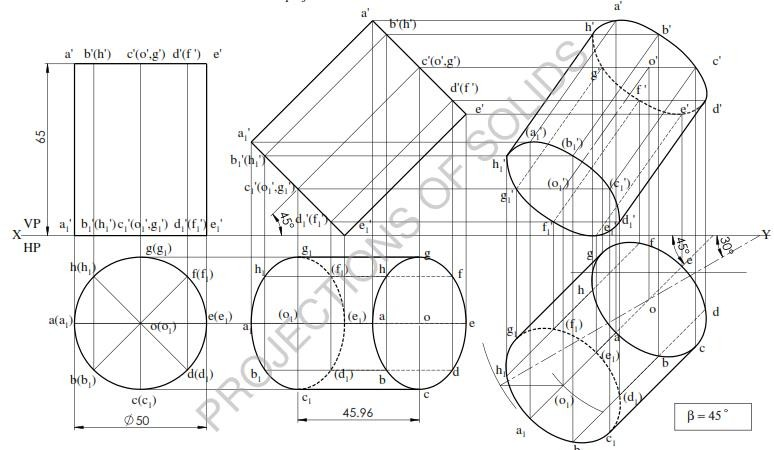 a' b'(h') c'(o',g') d'(f') e'
65
X VP a₁' b₁'(h₁') c₁'(o₁',g₁') d₁'(f₁') e₁'
HP
g(g₁)
h(h₁) f(f₁)
a(a₁) o(o₁) e(e₁)
b(b₁) d(d₁)
c(c₁)
Ø50
a'
b'(h')
c'(o',g')
d'(f')
e'
a₁'
b₁'(h₁')
c₁'(o₁',g₁')
45° d₁'(f₁') e₁'
g₁ g
h₁ (f₁) h f
a₁ (o₁) (e₁) a o e
b₁ (d₁) b d
c₁ c
45.96
a'
h' b'
g' o' c'
f' e' d'
(a₁')
h₁' (b₁')
(o₁') (c₁')
g₁'
f₁' e₁' d₁'
Y
g f 45° e 30°
h
o d
g₁ (f₁) a
(e₁) b c
h₁
(o₁) (d₁)
a₁
b₁ c₁
β = 45°
PROJECTIONS OF SOLIDS